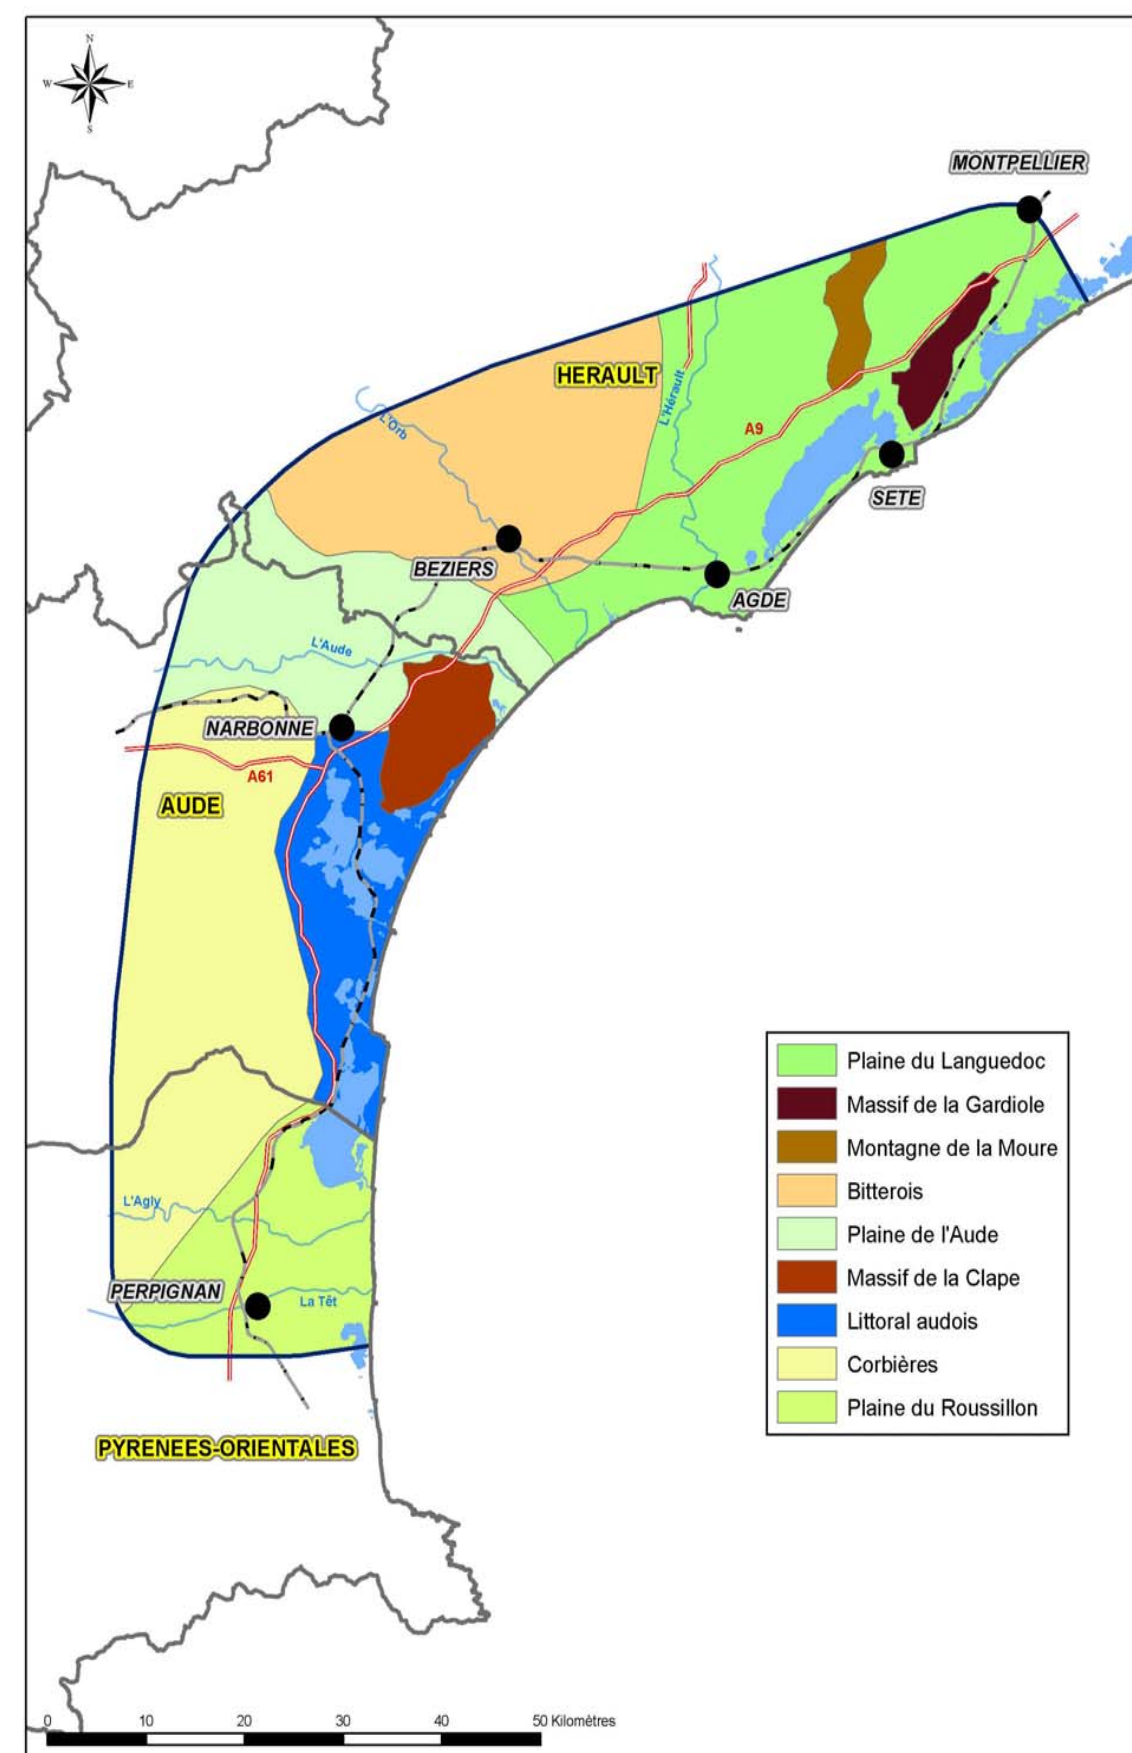 N
W E
S
MONTPELLIER
HERAULT
L'Hérault
L'Orb
A9
SETE
BEZIERS
AGDE
L'Aude
NARBONNE
A61
AUDE
Plaine du Languedoc
Massif de la Gardiole
Montagne de la Moure
Bitterois
Plaine de l'Aude
Massif de la Clape
Littoral audois
Corbières
Plaine du Roussillon
L'Agly
PERPIGNAN
La Têt
PYRENEES-ORIENTALES
0 10 20 30 40 50 Kilomètres